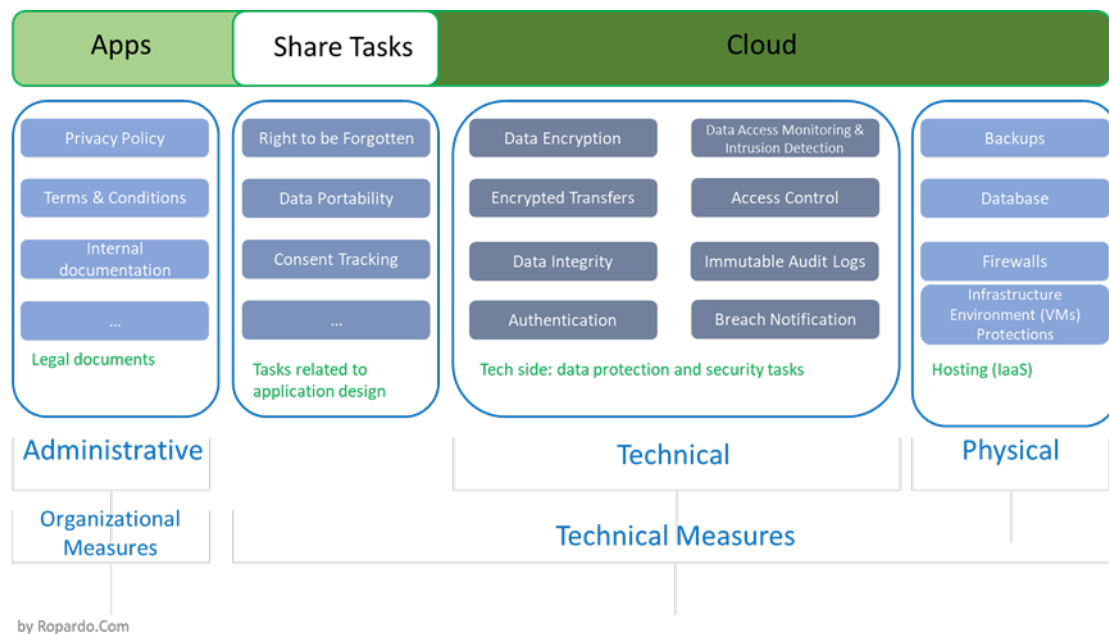 Apps
Share Tasks
Cloud
Privacy Policy
Terms & Conditions
Internal
documentation
...
Legal documents
Right to be Forgotten
Data Portability
Consent Tracking
...
Tasks related to
application design
Data Encryption
Encrypted Transfers
Data Integrity
Authentication
Data Access Monitoring &
Intrusion Detection
Access Control
Immutable Audit Logs
Breach Notification
Tech side: data protection and security tasks
Backups
Database
Firewalls
Infrastructure
Environment (VMs)
Protections
Hosting (IaaS)
Administrative
Technical
Physical
Organizational
Measures
Technical Measures
by Ropardo.Com